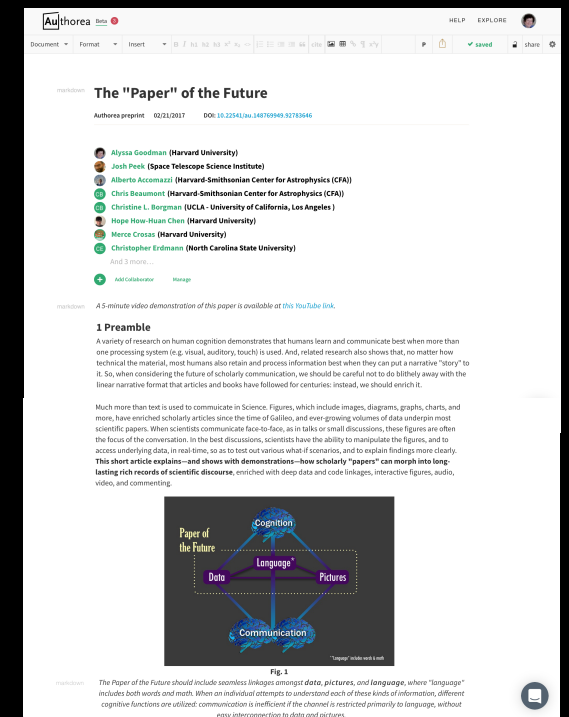 Authorea Beta
HELP EXPLORE
Document Format Insert B I h1 h2 h3 cite P saved share
markdown
The "Paper" of the Future
Authorea preprint 02/21/2017 DOI: 10.22541/au.148769949.92783646
Alyssa Goodman (Harvard University)
Josh Peek (Space Telescope Science Institute)
Alberto Accomazzi (Harvard-Smithsonian Center for Astrophysics (CFA))
CB Chris Beaumont (Harvard-Smithsonian Center for Astrophysics (CFA))
CB Christine L. Borgman (UCLA - University of California, Los Angeles )
Hope How-Huan Chen (Harvard University)
Merce Crosas (Harvard University)
CE Christopher Erdmann (North Carolina State University)
And 3 more...
Add Collaborator Manage
markdown
A 5-minute video demonstration of this paper is available at this YouTube link.
1 Preamble
A variety of research on human cognition demonstrates that humans learn and communicate best when more than
one processing system (e.g. visual, auditory, touch) is used. And, related research also shows that, no matter how
technical the material, most humans also retain and process information best when they can put a narrative "story" to
it. So, when considering the future of scholarly communication, we should be careful not to do blithely away with the
linear narrative format that articles and books have followed for centuries: instead, we should enrich it.
Much more than text is used to commuicate in Science. Figures, which include images, diagrams, graphs, charts, and
more, have enriched scholarly articles since the time of Galileo, and ever-growing volumes of data underpin most
scientific papers. When scientists communicate face-to-face, as in talks or small discussions, these figures are often
the focus of the conversation. In the best discussions, scientists have the ability to manipulate the figures, and to
access underlying data, in real-time, so as to test out various what-if scenarios, and to explain findings more clearly.
This short article explains—and shows with demonstrations—how scholarly "papers" can morph into long-
lasting rich records of scientific discourse, enriched with deep data and code linkages, interactive figures, audio,
video, and commenting.
Paper of
the Future
Cognition
Language*
Data
Pictures
Communication
*"Language" includes words & math
Fig. 1
markdown
The Paper of the Future should include seamless linkages amongst data, pictures, and language, where "language"
includes both words and math. When an individual attempts to understand each of these kinds of information, different
cognitive functions are utilized: communication is inefficient if the channel is restricted primarily to language, without
easy interconnection to data and pictures.